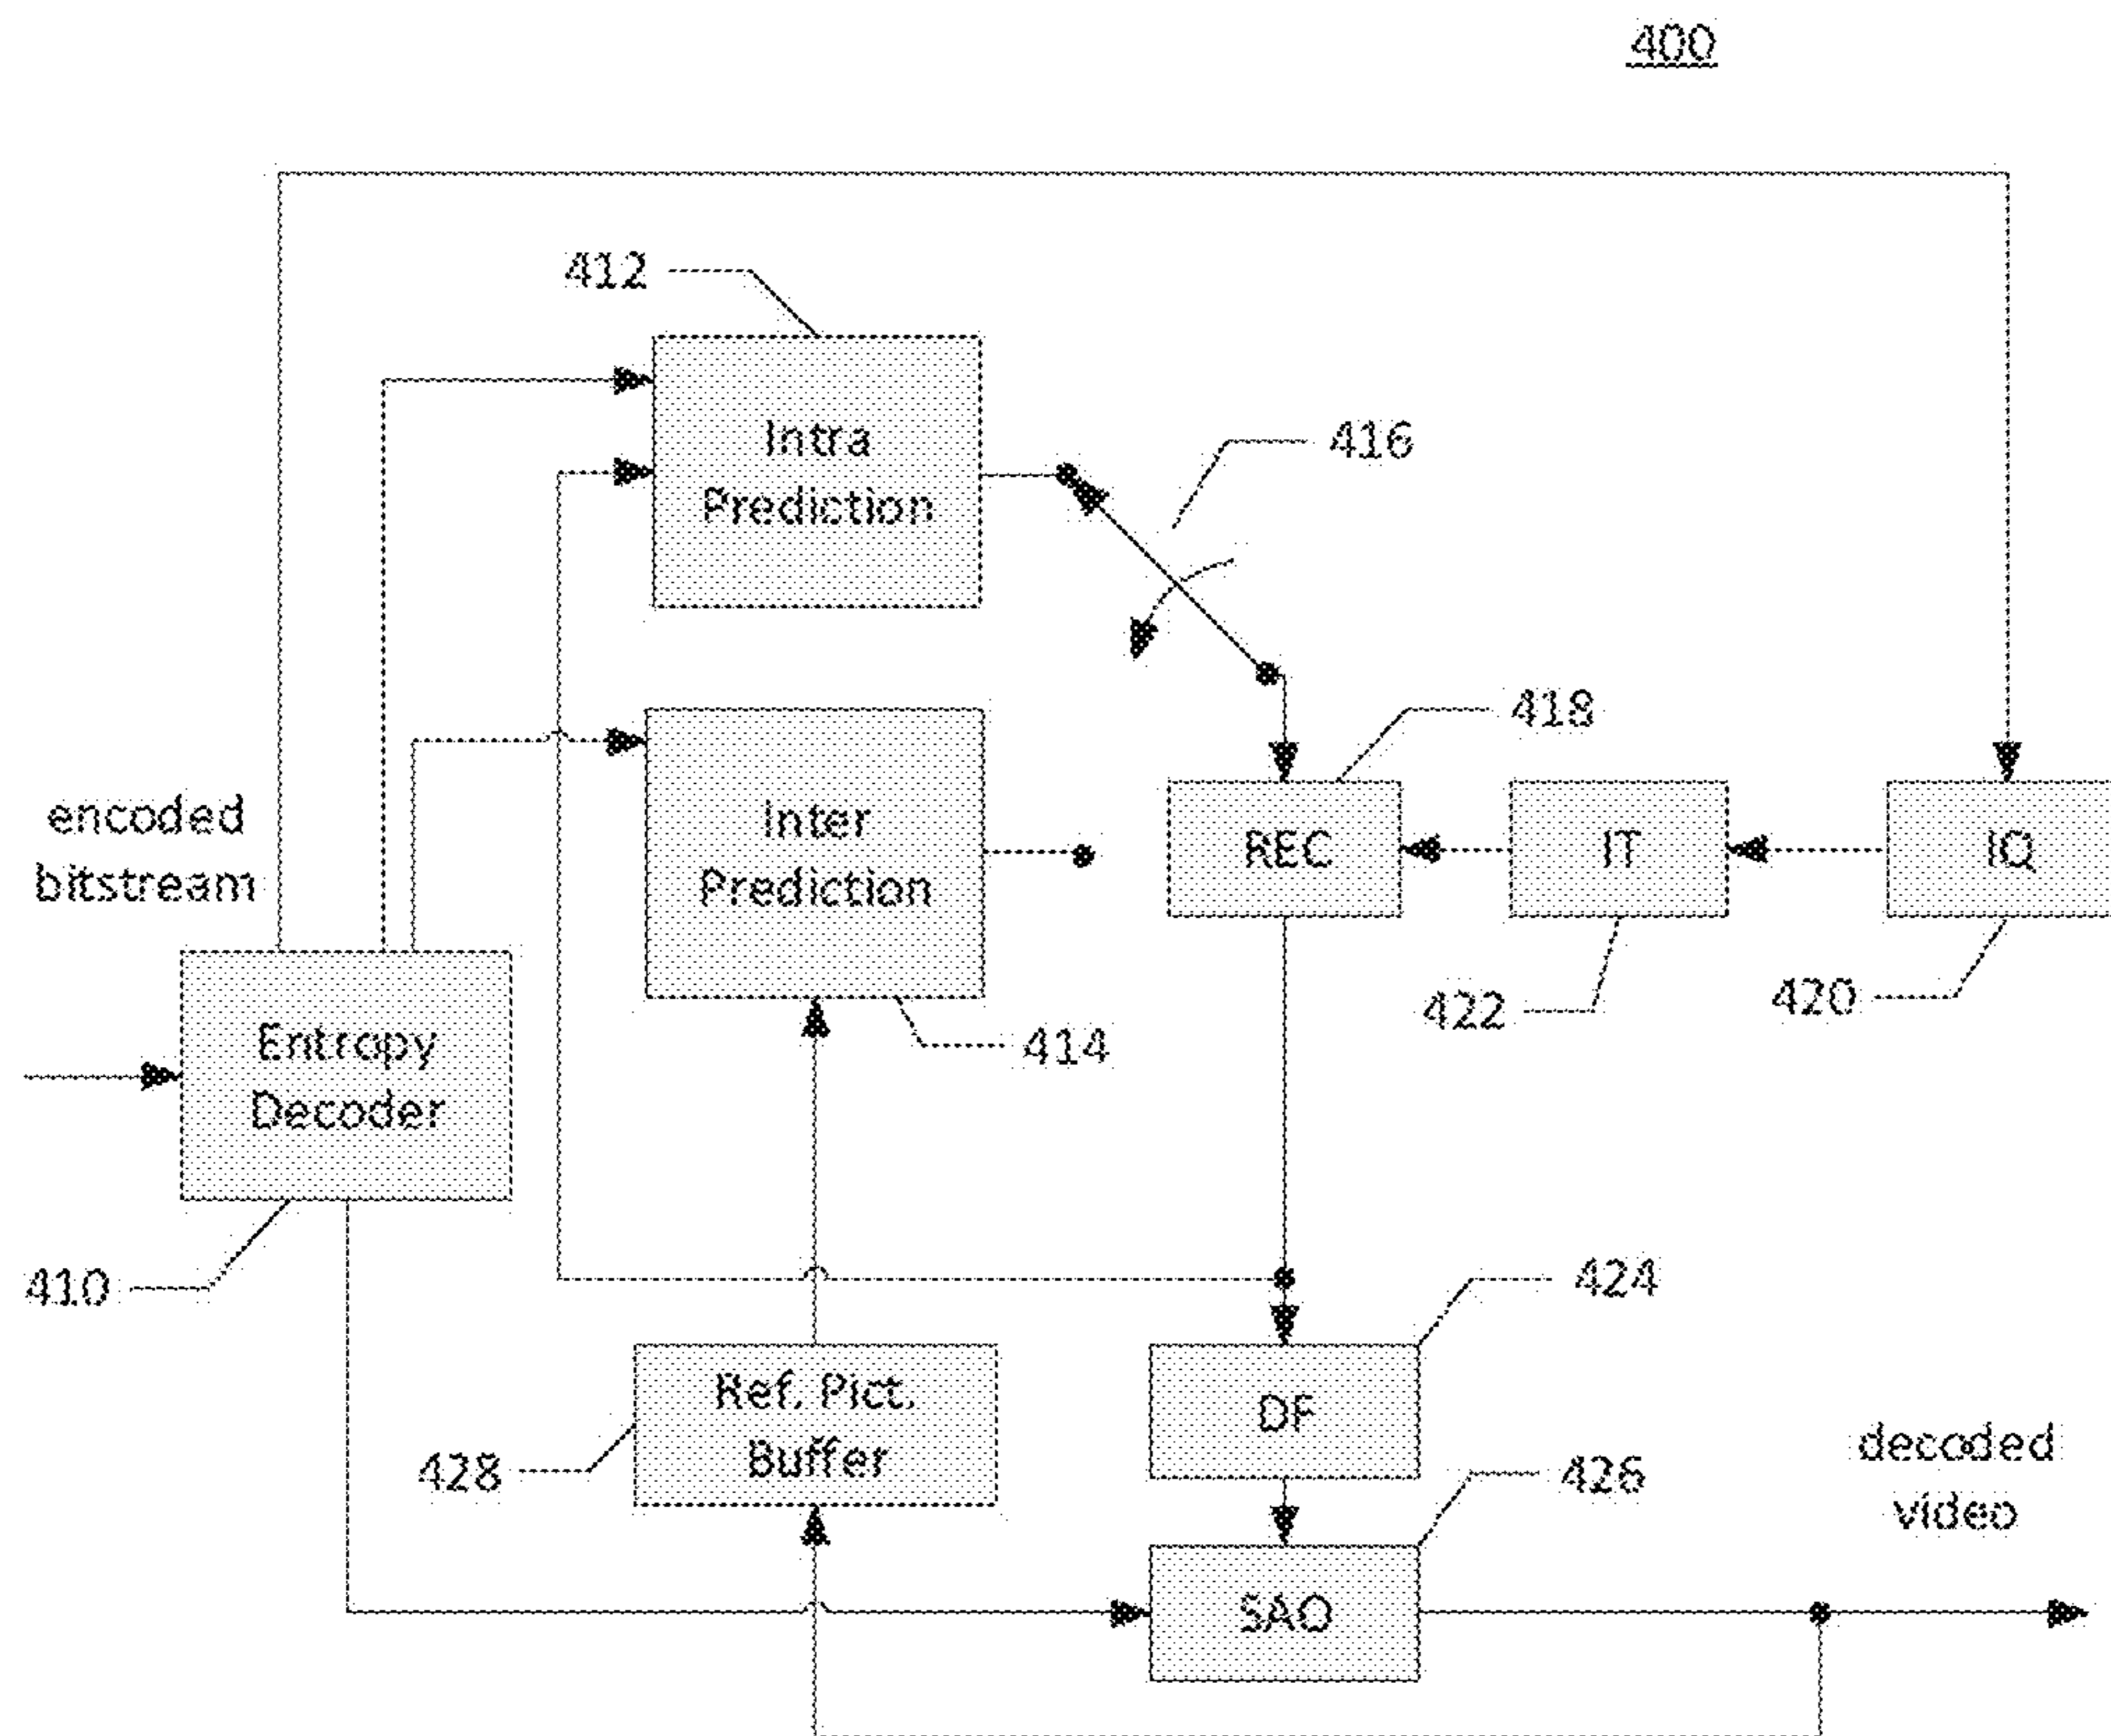 400
412
Intra
Prediction
416
418
encoded
bitstream
Inter
Prediction
REC
IT
IQ
414
422
420
Entropy
Decoder
410
424
Ref. Pict.
Buffer
428
DF
426
decoded
video
SAO